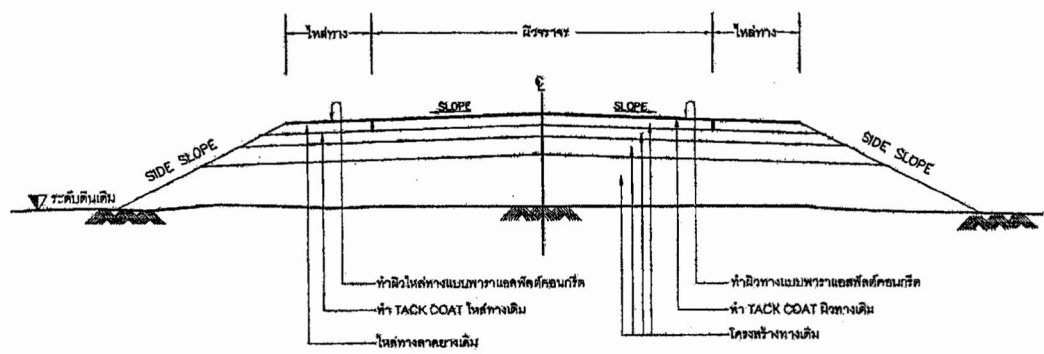 ไหล่ทาง ผิวจราจร ไหล่ทาง
℄
SLOPE SLOPE
SIDE SLOPE SIDE SLOPE
ระดับดินเดิม
ทำผิวไหล่ทางแบบพาราแอสฟัลต์คอนกรีต ทำผิวทางแบบพาราแอสฟัลต์คอนกรีต
ทำ TACK COAT ไหล่ทางเดิม ทำ TACK COAT ผิวทางเดิม
ไหล่ทางลาดยางเดิม โครงสร้างทางเดิม